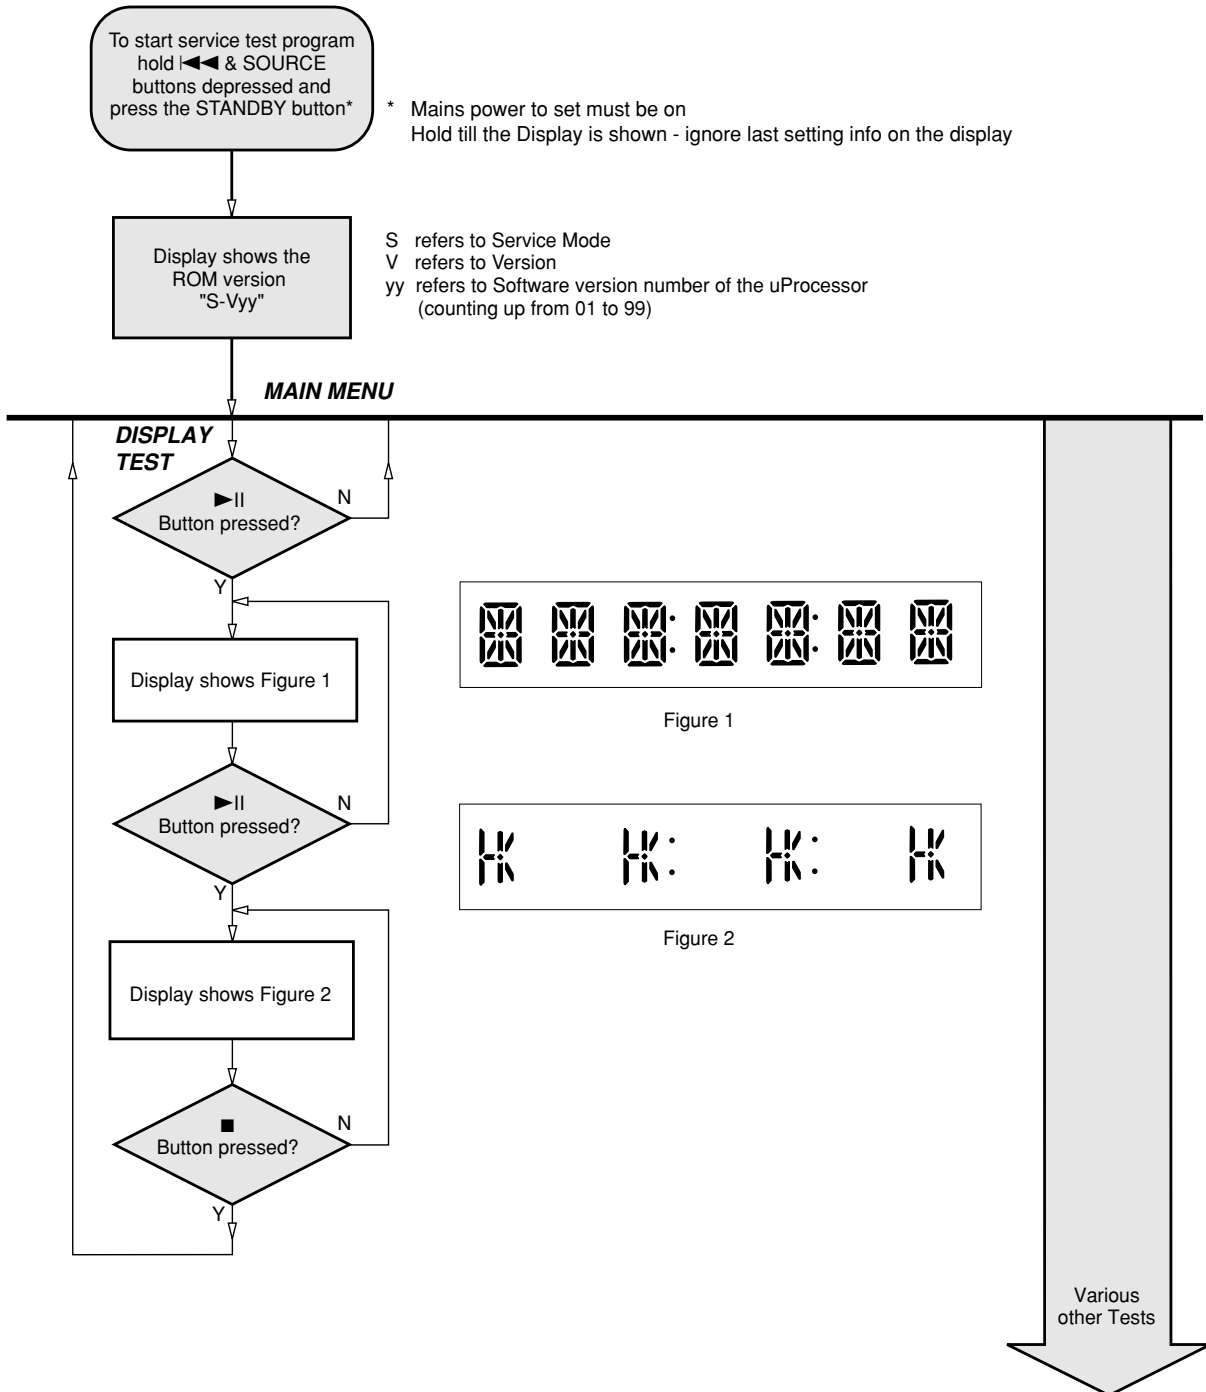 To start service test program
hold |◄◄ & SOURCE
buttons depressed and
press the STANDBY button*
* Mains power to set must be on
Hold till the Display is shown - ignore last setting info on the display
Display shows the
ROM version
"S-Vyy"
S refers to Service Mode
V refers to Version
yy refers to Software version number of the uProcessor
(counting up from 01 to 99)
MAIN MENU
DISPLAY
TEST
►II
Button pressed?
N
Y
Display shows Figure 1
Figure 1
►II
Button pressed?
N
Y
K K: K: K
Figure 2
Display shows Figure 2
■
Button pressed?
N
Y
Various
other Tests